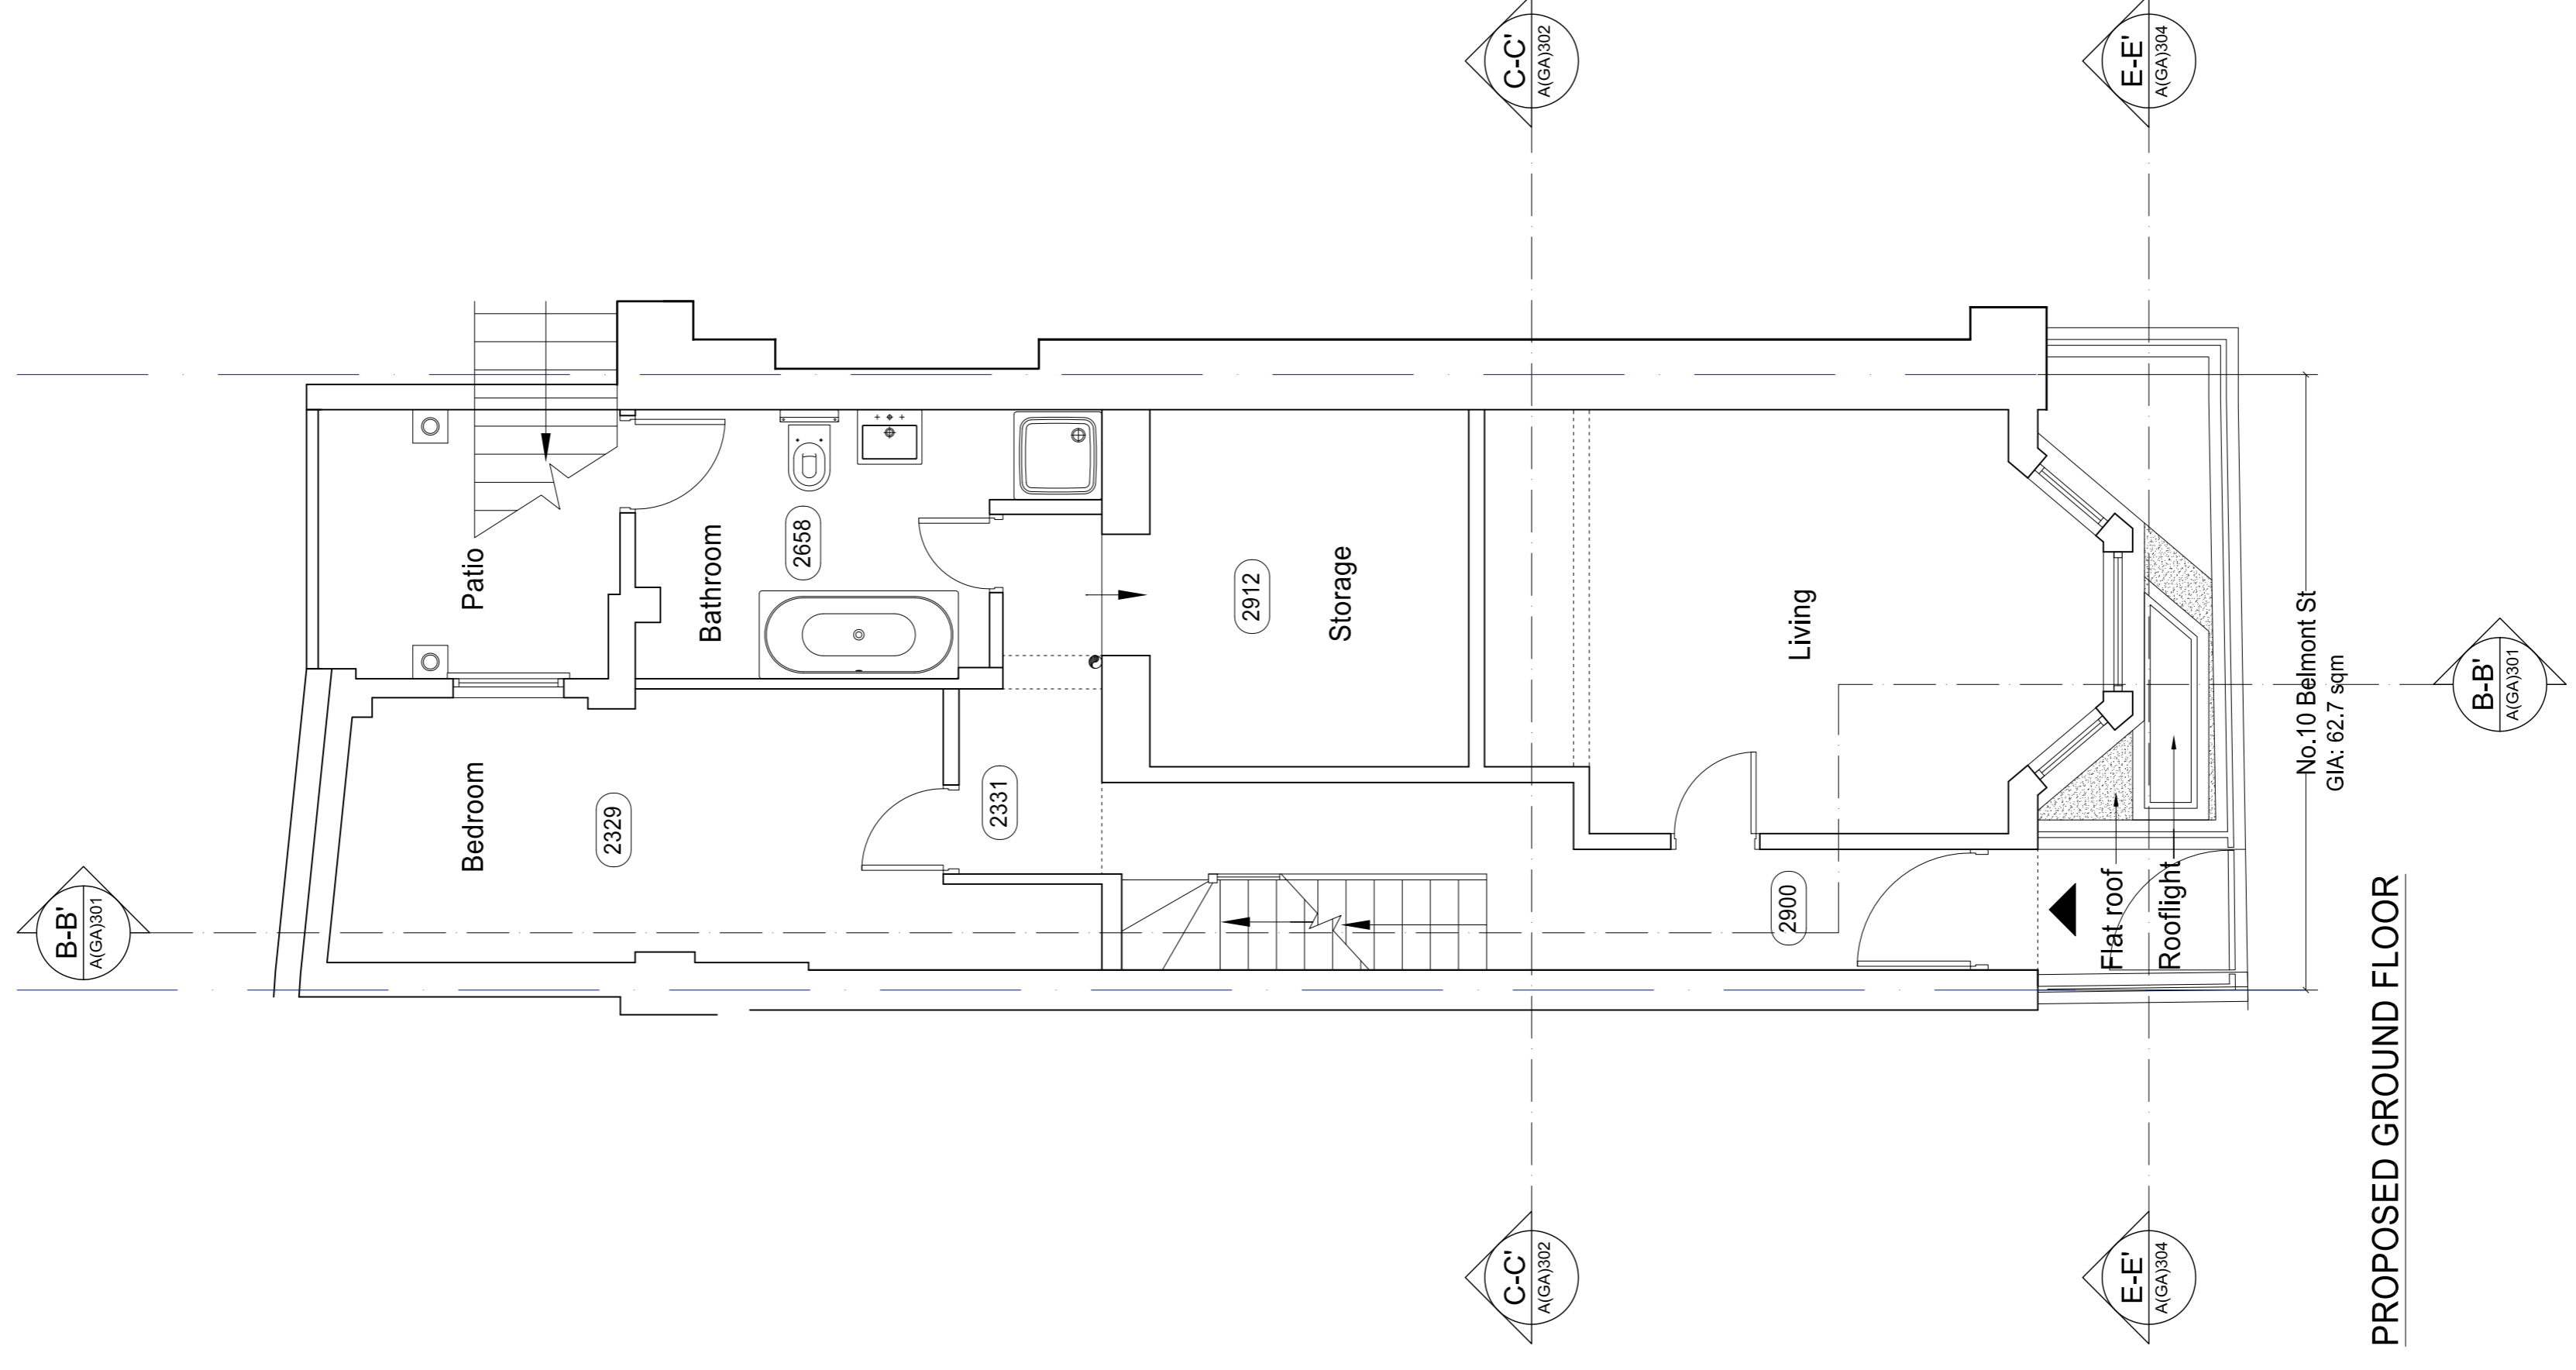 B-B'
A(GA)301
Bedroom
2329
2331
2900
Flat roof
Rooflight
Patio
Bathroom
2658
2912
Storage
Living
No.10 Belmont St
GIA: 62.7 sqm
B-B'
A(GA)301
C-C'
A(GA)302
E-E'
A(GA)304
C-C'
A(GA)302
E-E'
A(GA)304
PROPOSED GROUND FLOOR